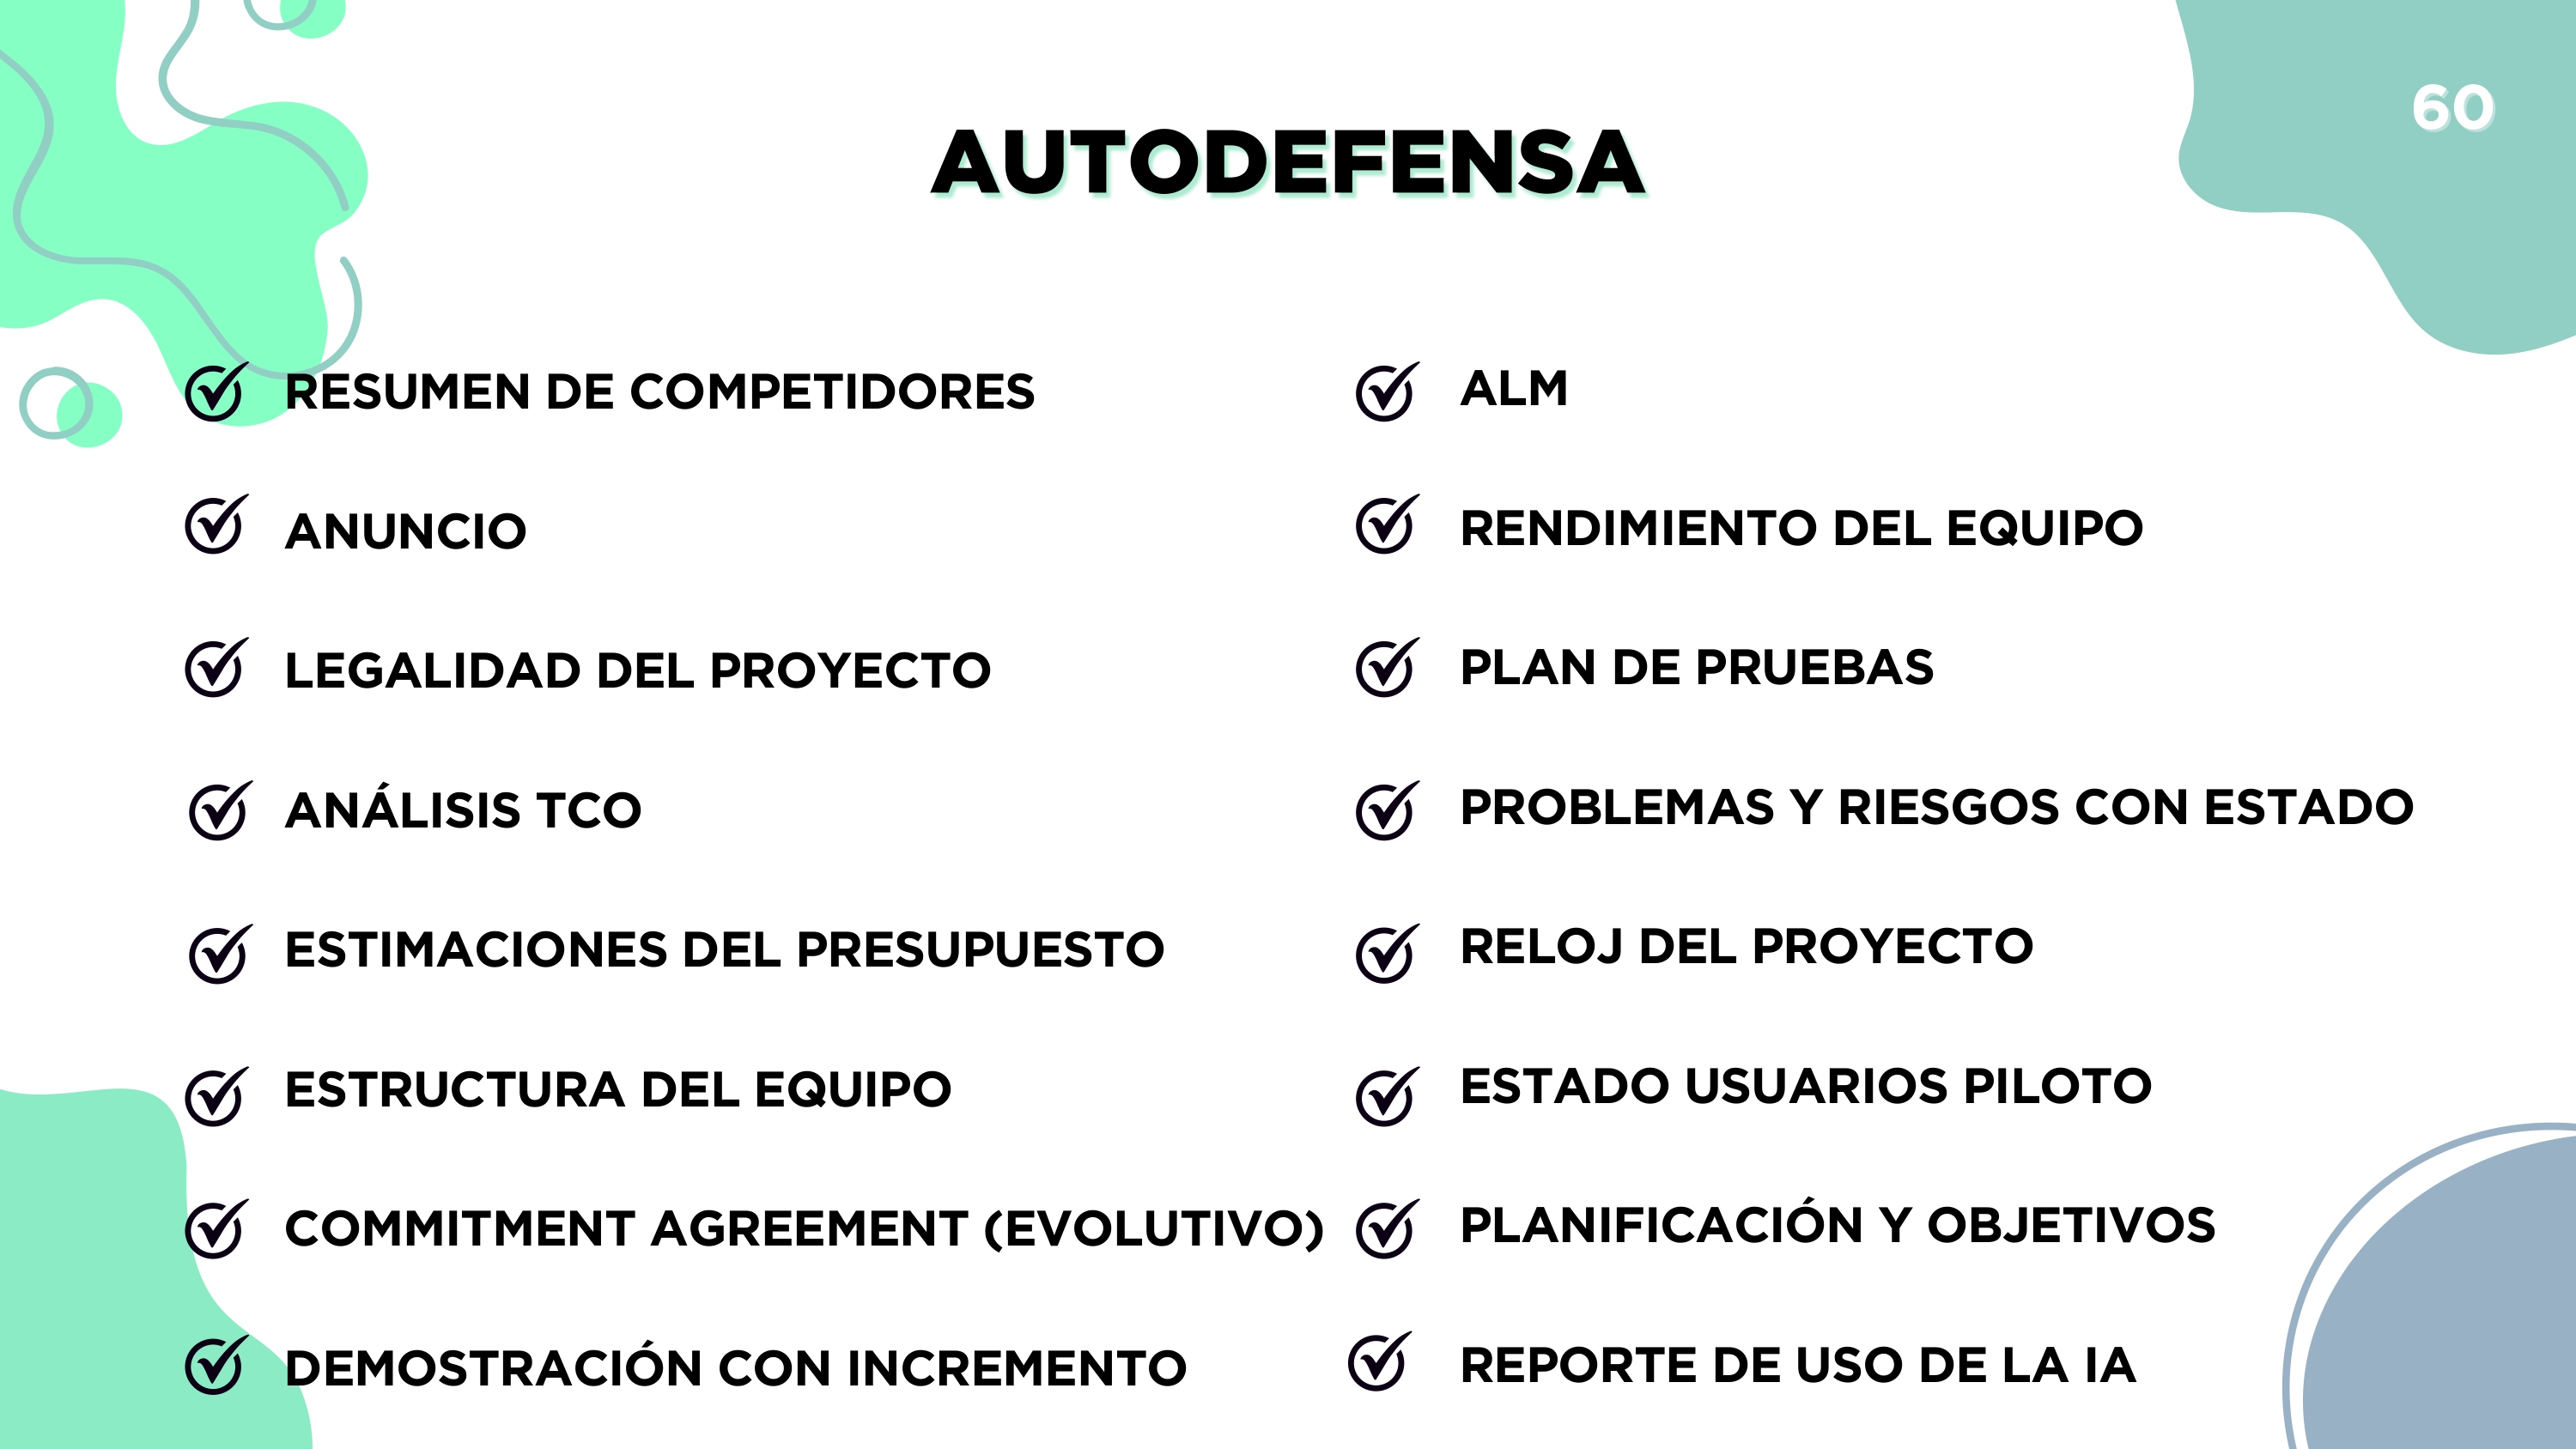 60
AUTODEFENSA
RESUMEN DE COMPETIDORES
ANUNCIO
LEGALIDAD DEL PROYECTO
ANÁLISIS TCO
ESTIMACIONES DEL PRESUPUESTO
ESTRUCTURA DEL EQUIPO
COMMITMENT AGREEMENT (EVOLUTIVO)
DEMOSTRACIÓN CON INCREMENTO
ALM
RENDIMIENTO DEL EQUIPO
PLAN DE PRUEBAS
PROBLEMAS Y RIESGOS CON ESTADO
RELOJ DEL PROYECTO
ESTADO USUARIOS PILOTO
PLANIFICACIÓN Y OBJETIVOS
REPORTE DE USO DE LA IA